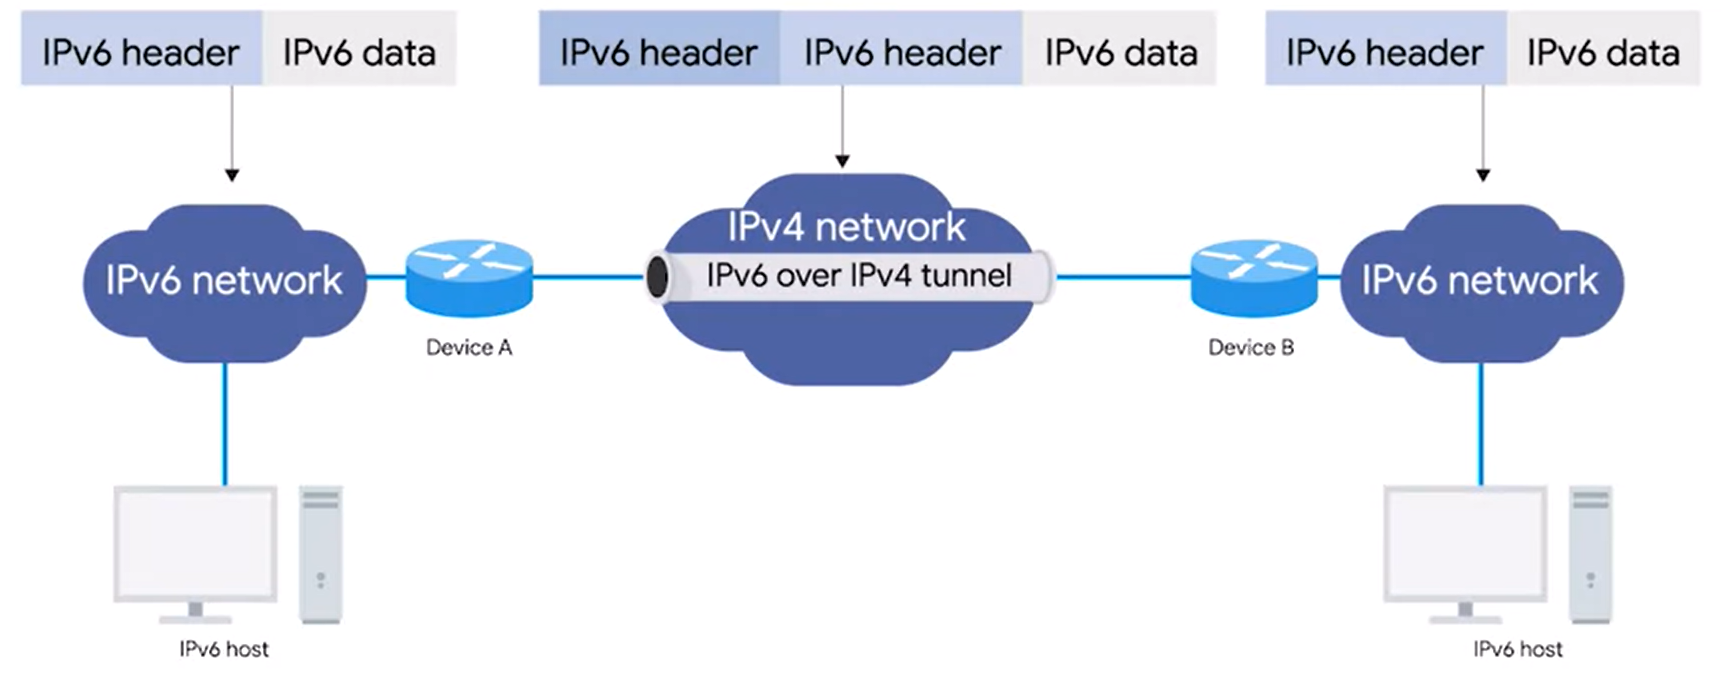 IPv6 header IPv6 data
IPv6 header IPv6 header IPv6 data
IPv6 header IPv6 data
IPv6 network
Device A
IPv4 network
IPv6 over IPv4 tunnel
Device B
IPv6 network
IPv6 host
IPv6 host